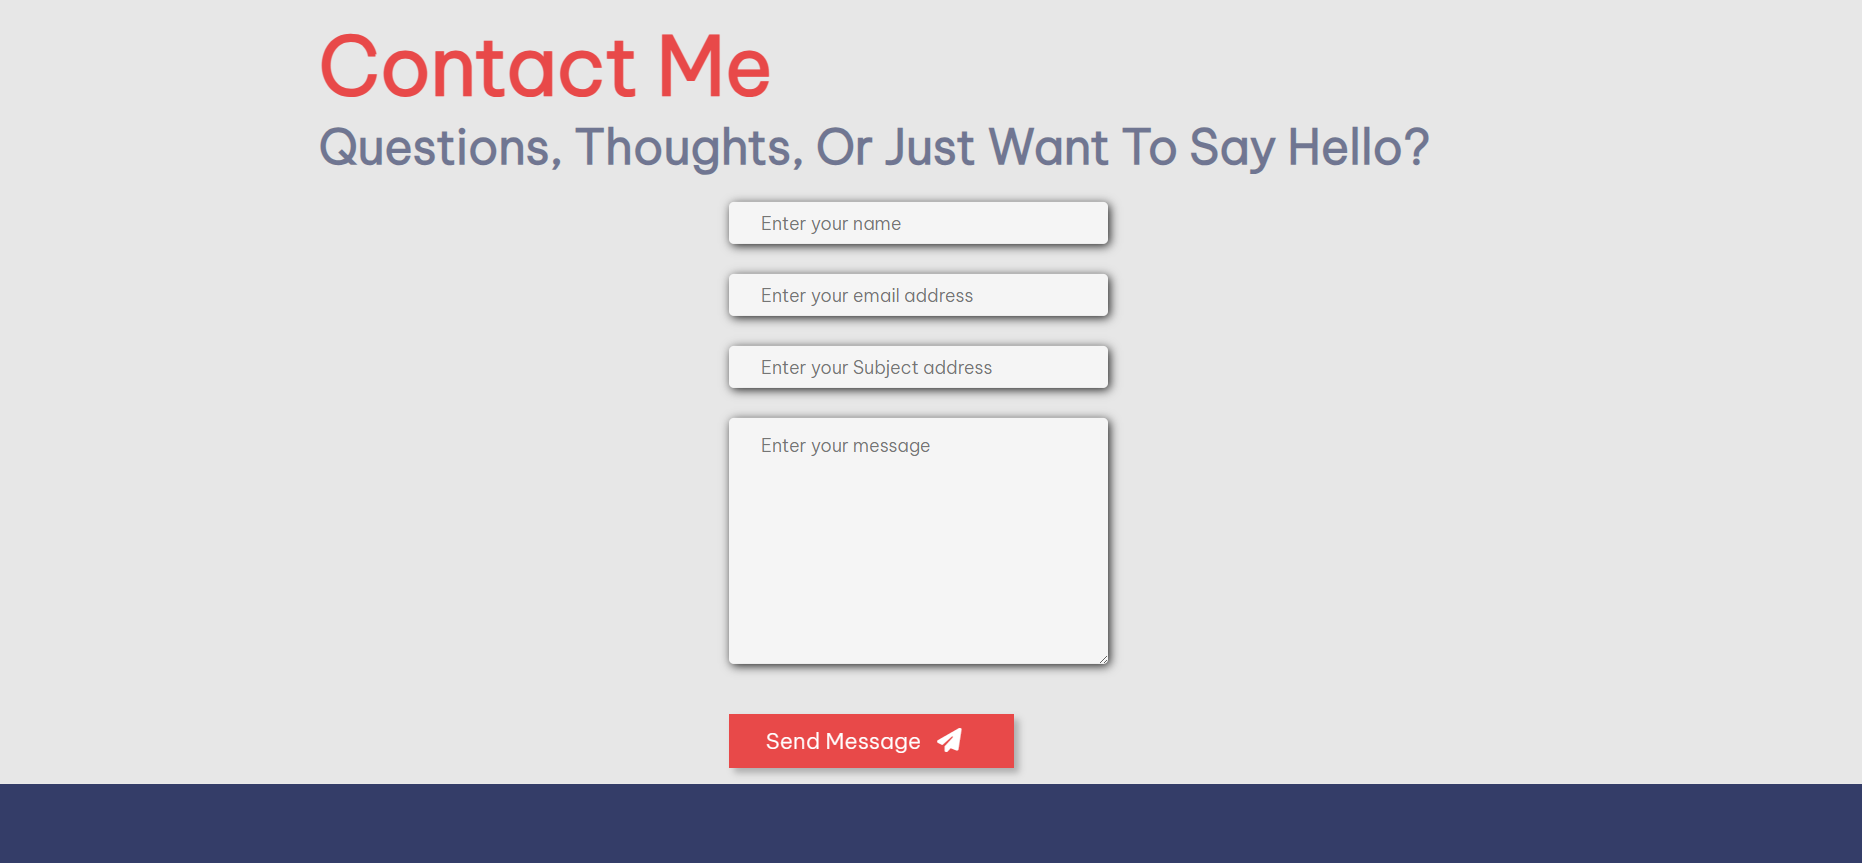 Contact Me
Questions, Thoughts, Or Just Want To Say Hello?
Enter your name
Enter your email address
Enter your Subject address
Enter your message
Send Message